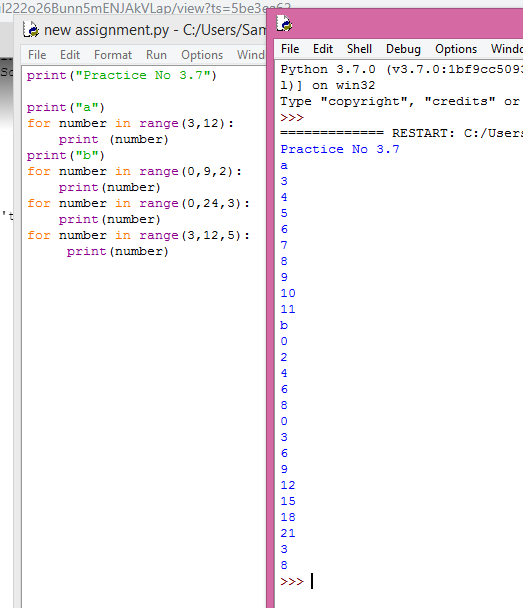 ul222o26Bunn5mENJAkVLap/view?ts=5be3ea62
new assignment.py - C:/Users/Sam
File Edit Format Run Options Win
print("Practice No 3.7")
print("a")
for number in range(3,12):
print (number)
print("b")
for number in range(0,9,2):
print(number)
for number in range(0,24,3):
print(number)
for number in range(3,12,5):
print(number)
't
File Edit Shell Debug Options Windo
Python 3.7.0 (v3.7.0:1bf9cc5093
l)] on win32
Type "copyright", "credits" or
>>>
============= RESTART: C:/Users
Practice No 3.7
a
3
4
5
6
7
8
9
10
11
b
0
2
4
6
8
0
3
6
9
12
15
18
21
3
8
>>>